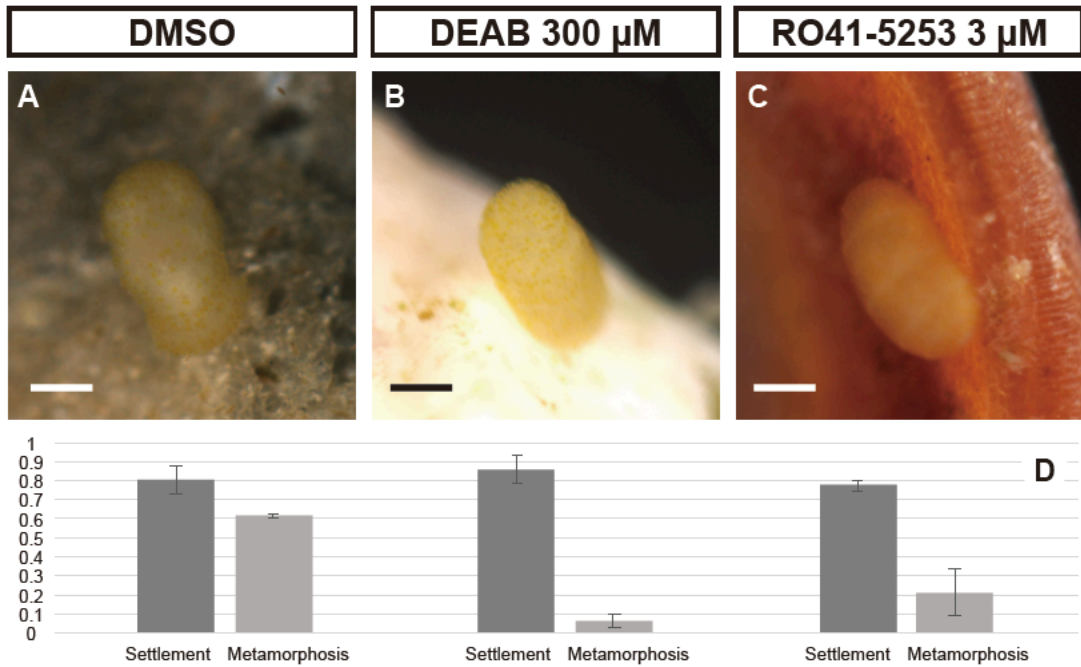 DMSO
DEAB 300 µM
RO41-5253 3 µM
A
B
C
D
1
0.9
0.8
0.7
0.6
0.5
0.4
0.3
0.2
0.1
0
Settlement Metamorphosis
Settlement Metamorphosis
Settlement Metamorphosis